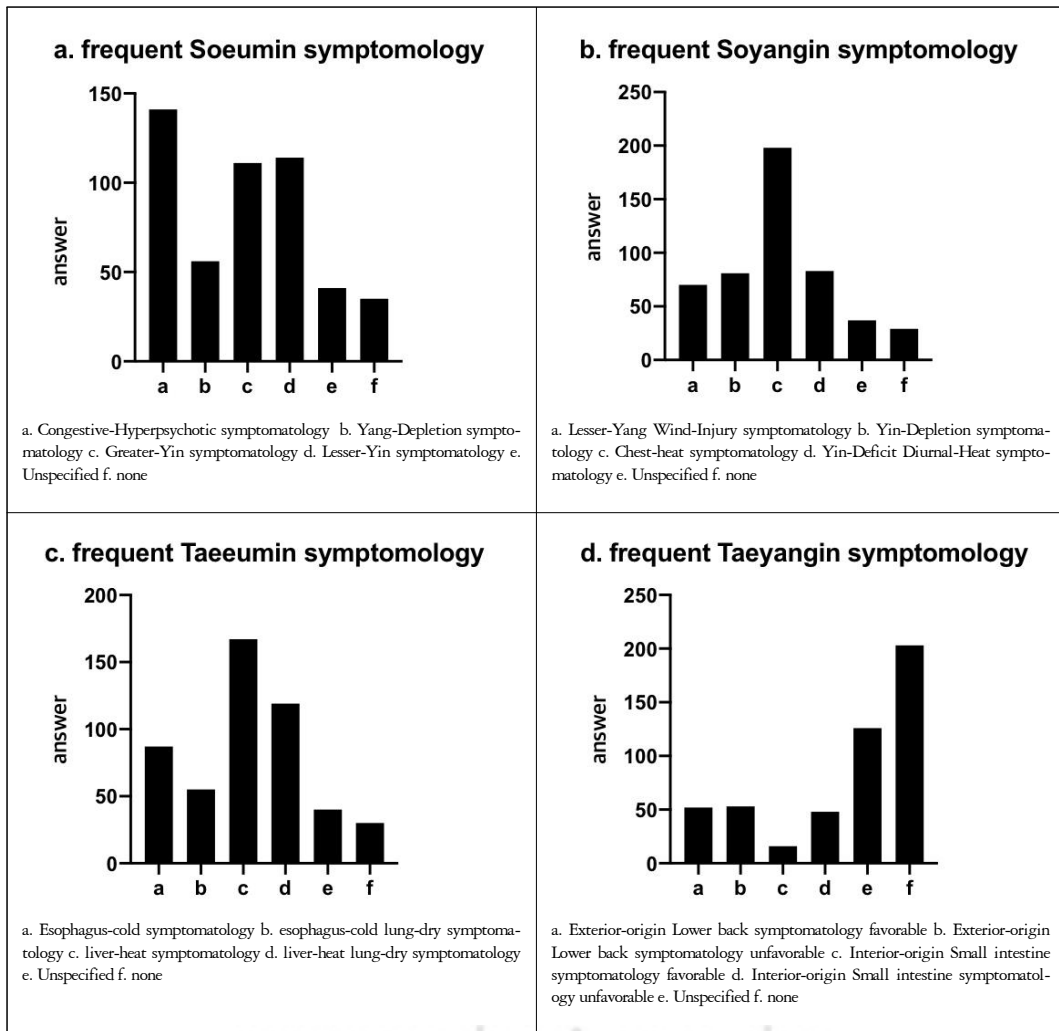 a. frequent Soeumin symptomology
150
100
50
0
answer
a b c d e f
a. Congestive-Hyperpsychotic symptomatology b. Yang-Depletion sympto-
matology c. Greater-Yin symptomatology d. Lesser-Yin symptomatology e.
Unspecified f. none
b. frequent Soyangin symptomology
250
200
150
100
50
0
answer
a b c d e f
a. Lesser-Yang Wind-Injury symptomatology b. Yin-Depletion symptoma-
tology c. Chest-heat symptomatology d. Yin-Deficit Diurnal-Heat sympto-
matology e. Unspecified f. none
c. frequent Taeeumin symptomology
200
150
100
50
0
answer
a b c d e f
a. Esophagus-cold symptomatology b. esophagus-cold lung-dry symptoma-
tology c. liver-heat symptomatology d. liver-heat lung-dry symptomatology
e. Unspecified f. none
d. frequent Taeyangin symptomology
250
200
150
100
50
0
answer
a b c d e f
a. Exterior-origin Lower back symptomatology favorable b. Exterior-origin
Lower back symptomatology unfavorable c. Interior-origin Small intestine
symptomatology favorable d. Interior-origin Small intestine symptomatol-
ogy unfavorable e. Unspecified f. none